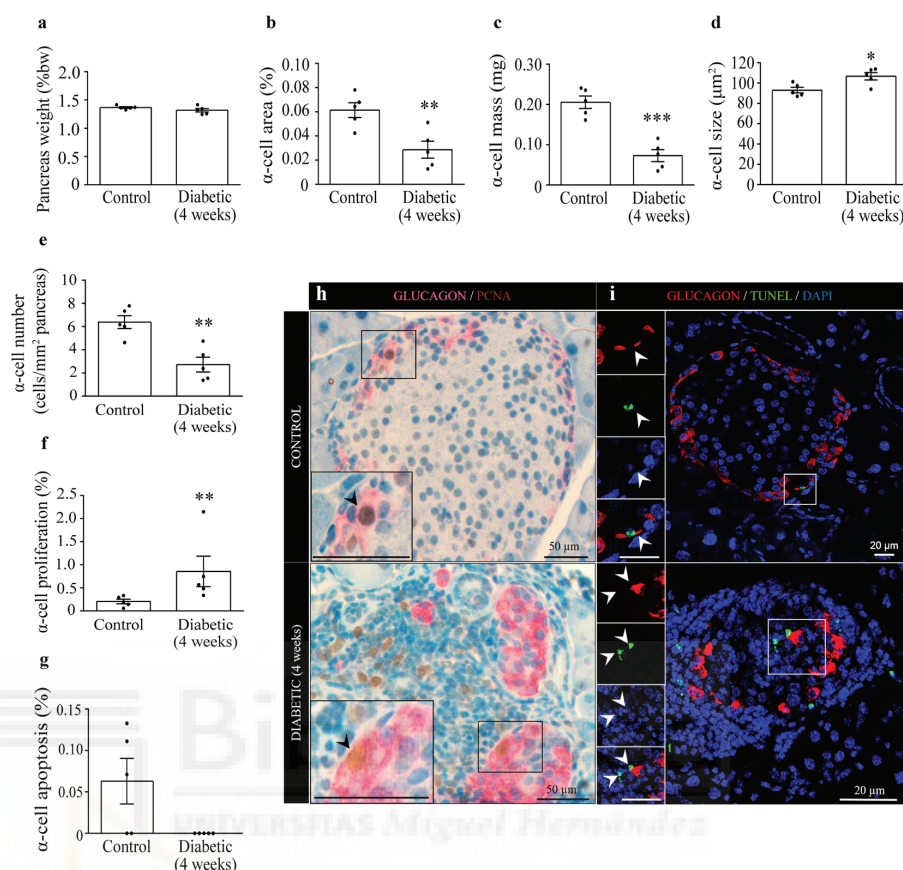 a
Pancreas weight (%bw)
2.0
1.5
1.0
0.5
0
Control
Diabetic
(4 weeks)
b
α-cell area (%)
0.10
0.08
0.06
0.04
0.02
0
**
Control
Diabetic
(4 weeks)
c
α-cell mass (mg)
0.30
0.20
0.10
0.00
***
Control
Diabetic
(4 weeks)
d
α-cell size (µm²)
120
100
80
60
40
20
0
*
Control
Diabetic
(4 weeks)
e
α-cell number
(cells/mm² pancreas)
8
6
4
2
0
**
Control
Diabetic
(4 weeks)
f
α-cell proliferation (%)
2.5
2.0
1.5
1.0
0.5
0
**
Control
Diabetic
(4 weeks)
g
α-cell apoptosis (%)
0.15
0.10
0.05
0
Control
Diabetic
(4 weeks)
h
GLUCAGON / PCNA
CONTROL
50 µm
DIABETIC (4 weeks)
50 µm
i
GLUCAGON / TUNEL / DAPI
20 µm
20 µm
Bi
UNIVERSITAS Miguel Hernández